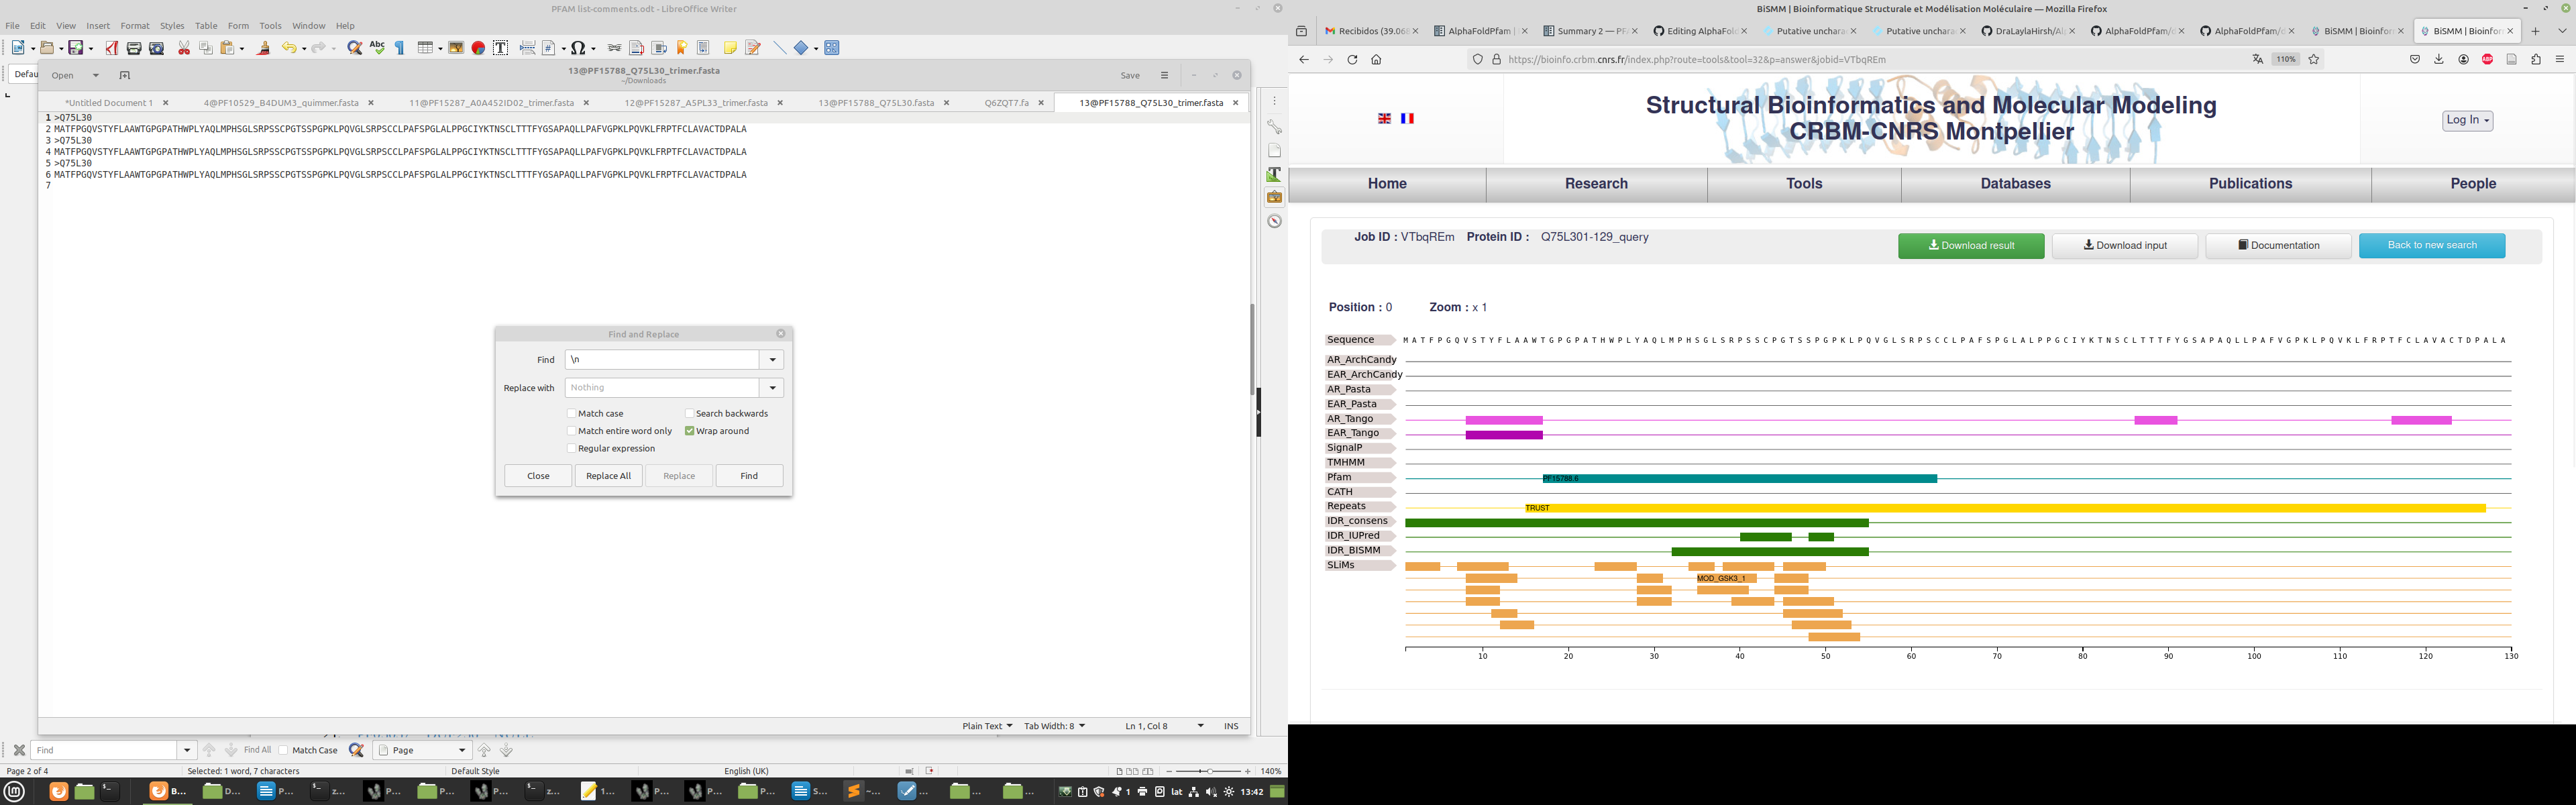 PFAM list-comments.odt - LibreOffice Writer
File Edit View Insert Format Styles Table Form Tools Window Help
Defau
Open
13@PF15788_Q75L30_trimer.fasta
~/Downloads
Save
*Untitled Document 1
4@PF10529_B4DUM3_quimmer.fasta
11@PF15287_A0A452ID02_trimer.fasta
12@PF15287_A5PL33_trimer.fasta
13@PF15788_Q75L30.fasta
Q6ZQT7.fa
13@PF15788_Q75L30_trimer.fasta
1 >Q75L30
2 MATFPGQVSTYFLAAWTGPGPATHWPLYAQLMPHSGLSRPSSCPGTSSPGPKLPQVGLSRPSCCLPAFSPGLALPPGCIYKTNSCLTTTFYGSAPAQLLPAFVGPKLPQVKLFRPTFCLAVACTDPALA
3 >Q75L30
4 MATFPGQVSTYFLAAWTGPGPATHWPLYAQLMPHSGLSRPSSCPGTSSPGPKLPQVGLSRPSCCLPAFSPGLALPPGCIYKTNSCLTTTFYGSAPAQLLPAFVGPKLPQVKLFRPTFCLAVACTDPALA
5 >Q75L30
6 MATFPGQVSTYFLAAWTGPGPATHWPLYAQLMPHSGLSRPSSCPGTSSPGPKLPQVGLSRPSCCLPAFSPGLALPPGCIYKTNSCLTTTFYGSAPAQLLPAFVGPKLPQVKLFRPTFCLAVACTDPALA
7
Find and Replace
Find \n
Replace with Nothing
Match case Search backwards
Match entire word only Wrap around
Regular expression
Close Replace All Replace Find
Plain Text Tab Width: 8 Ln 1, Col 8 INS
Find Find All Match Case Page
Page 2 of 4 Selected: 1 word, 7 characters Default Style English (UK) 140%
B... D... P... z... P... P... P... z... 1... P... P... P... S... ~... ... ... ... 1 lat 13:42
BiSMM | Bioinformatique Structurale et Modélisation Moléculaire — Mozilla Firefox
Recibidos (39.06
AlphaFoldPfam |
Summary 2 — P
Editing AlphaFol
Putative unchara
Putative unchara
DraLaylaHirsh/Al
AlphaFoldPfam/
AlphaFoldPfam/
BiSMM | Bioinfor
BiSMM | Bioinfor
https://bioinfo.crbm.cnrs.fr/index.php?route=tools&tool=32&p=answer&jobid=VTbqREm
110%
Structural Bioinformatics and Molecular Modeling
CRBM-CNRS Montpellier
Log In
Home Research Tools Databases Publications People
Job ID : VTbqREm Protein ID : Q75L301-129_query
Download result Download input Documentation Back to new search
Position : 0 Zoom : x 1
Sequence M A T F P G Q V S T Y F L A A W T G P G P A T H W P L Y A Q L M P H S G L S R P S S C P G T S S P G P K L P Q V G L S R P S C C L P A F S P G L A L P P G C I Y K T N S C L T T T F Y G S A P A Q L L P A F V G P K L P Q V K L F R P T F C L A V A C T D P A L A
AR_ArchCandy
EAR_ArchCandy
AR_Pasta
EAR_Pasta
AR_Tango
EAR_Tango
SignalP
TMHMM
Pfam PF15788.6
CATH
Repeats TRUST
IDR_consens
IDR_IUPred
IDR_BISMM
SLiMs
MOD_GSK3_1
10 20 30 40 50 60 70 80 90 100 110 120 130